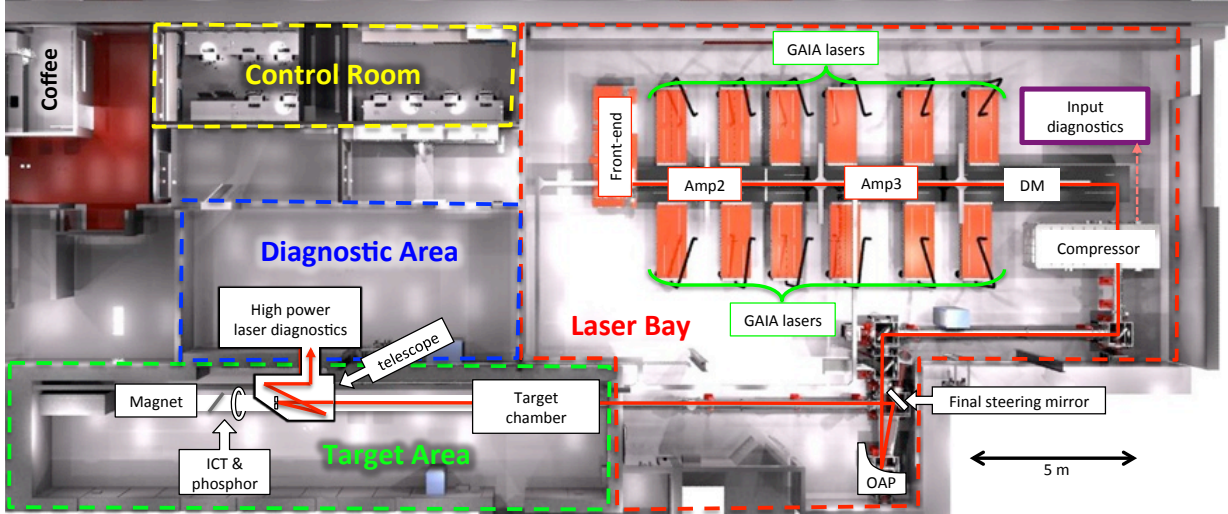 Coffee
Control Room
GAIA lasers
Input
diagnostics
Front-end
Amp2
Amp3
DM
Compressor
Diagnostic Area
High power
laser diagnostics
telescope
Laser Bay
GAIA lasers
Magnet
Target
chamber
Final steering mirror
Target Area
ICT &
phosphor
OAP
5 m